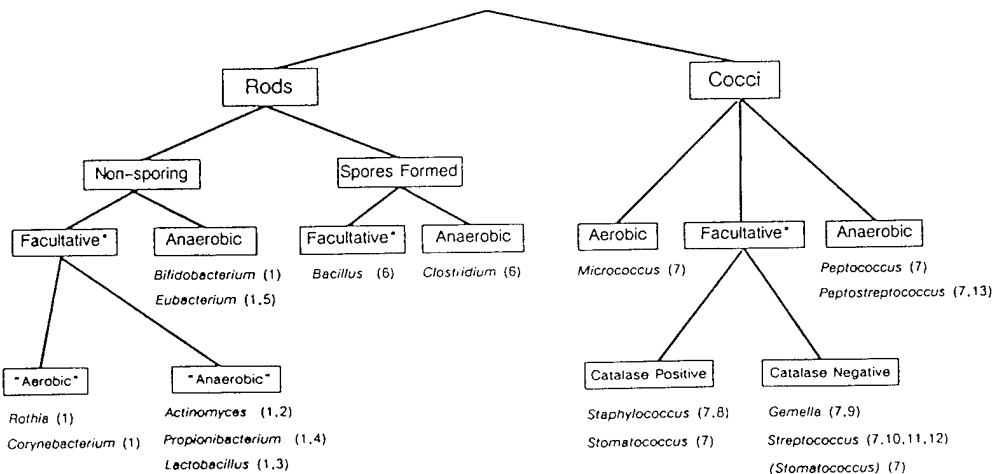 Rods
Cocci
Non-sporing
Spores Formed
Facultative*
Anaerobic
Facultative*
Anaerobic
Aerobic
Facultative*
Anaerobic
Bifidobacterium (1)
Eubacterium (1,5)
Bacillus (6)
Clostridium (6)
Micrococcus (7)
Peptococcus (7)
Peptostreptococcus (7,13)
"Aerobic"
"Anaerobic"
Catalase Positive
Catalase Negative
Rothia (1)
Corynebacterium (1)
Actinomyces (1,2)
Propionibacterium (1,4)
Lactobacillus (1,3)
Staphylococcus (7,8)
Stomatococcus (7)
Gemella (7,9)
Streptococcus (7,10,11,12)
(Stomatococcus) (7)